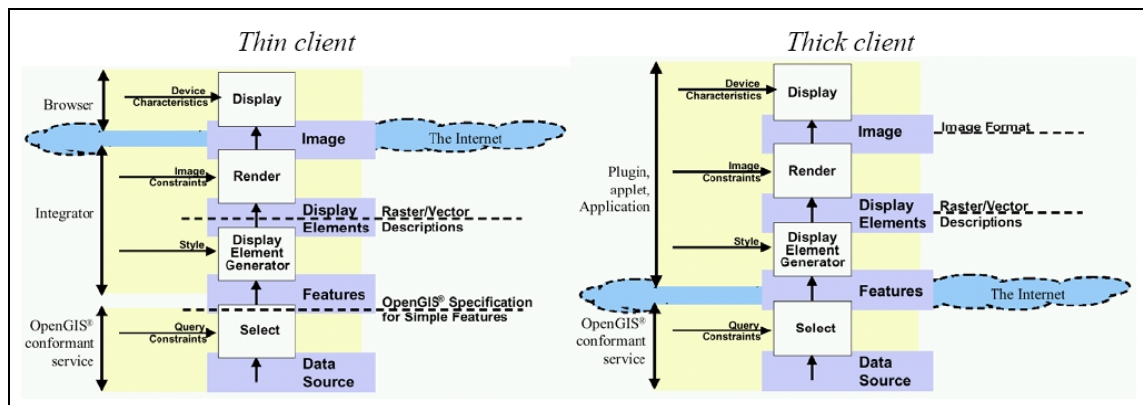 Thin client
Browser
Device
Characteristics
Display
Image
The Internet
Image
Constraints
Render
Integrator
Display
Elements
Raster/Vector
Descriptions
Style
Display
Element
Generator
Features
OpenGIS® Specification
for Simple Features
OpenGIS®
conformant
service
Query
Constraints
Select
Data
Source
Thick client
Device
Characteristics
Display
Image
Image Format
Plugin,
applet,
Application
Image
Constraints
Render
Display
Elements
Raster/Vector
Descriptions
Style
Display
Element
Generator
Features
The Internet
OpenGIS®
conformant
service
Query
Constraints
Select
Data
Source